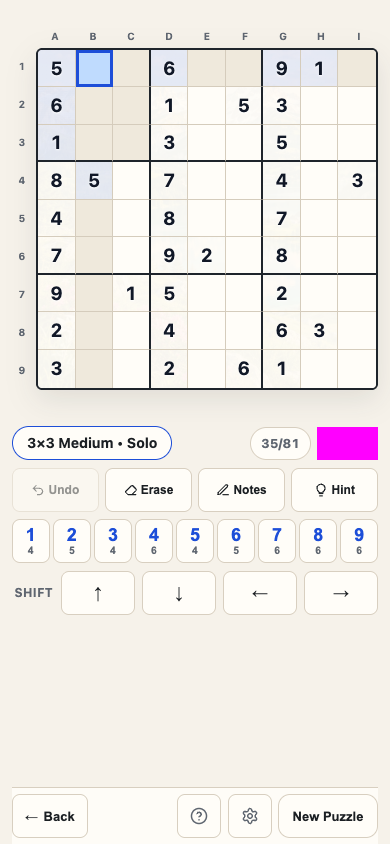 A B C D E F G H I
1 5 6 9 1
2 6 1 5 3
3 1 3 5
4 8 5 7 4 3
5 4 8 7
6 7 9 2 8
7 9 1 5 2
8 2 4 6 3
9 3 2 6 1
3×3 Medium • Solo 35/81
Undo Erase Notes Hint
1 2 3 4 5 6 7 8 9
4 5 4 6 4 5 6 6 6
SHIFT ↑ ↓ ← →
← Back New Puzzle